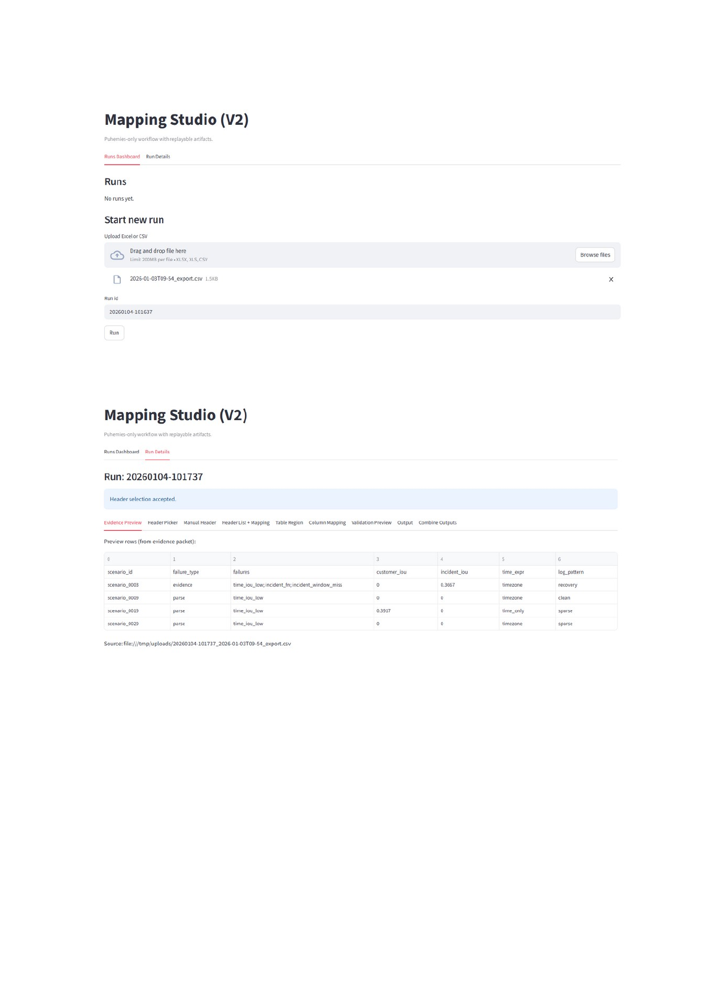 Mapping Studio (V2)
Puhemies-only workflow with replayable artifacts.
Runs Dashboard Run Details
Runs
No runs yet.
Start new run
Upload Excel or CSV
Drag and drop file here
Limit 200MB per file • XLSX, XLS, CSV
Browse files
2026-01-03T09-54_export.csv 1.5KB
Run id
20260104-101637
Run
Mapping Studio (V2)
Puhemies-only workflow with replayable artifacts.
Runs Dashboard Run Details
Run: 20260104-101737
Header selection accepted.
Evidence Preview Header Picker Manual Header Header List + Mapping Table Region Column Mapping Validation Preview Output Combine Outputs
Preview rows (from evidence packet):
0 1 2 3 4 5 6
scenario_id failure_type failures customer_iou incident_iou time_expr log_pattern
scenario_0003 evidence time_iou_low; incident_fn; incident_window_miss 0 0.3667 timezone recovery
scenario_0009 parse time_iou_low 0 0 timezone clean
scenario_0019 parse time_iou_low 0.3917 0 time_only sparse
scenario_0029 parse time_iou_low 0 0 timezone sparse
Source: file:///tmp/uploads/20260104-101737_2026-01-03T09-54_export.csv